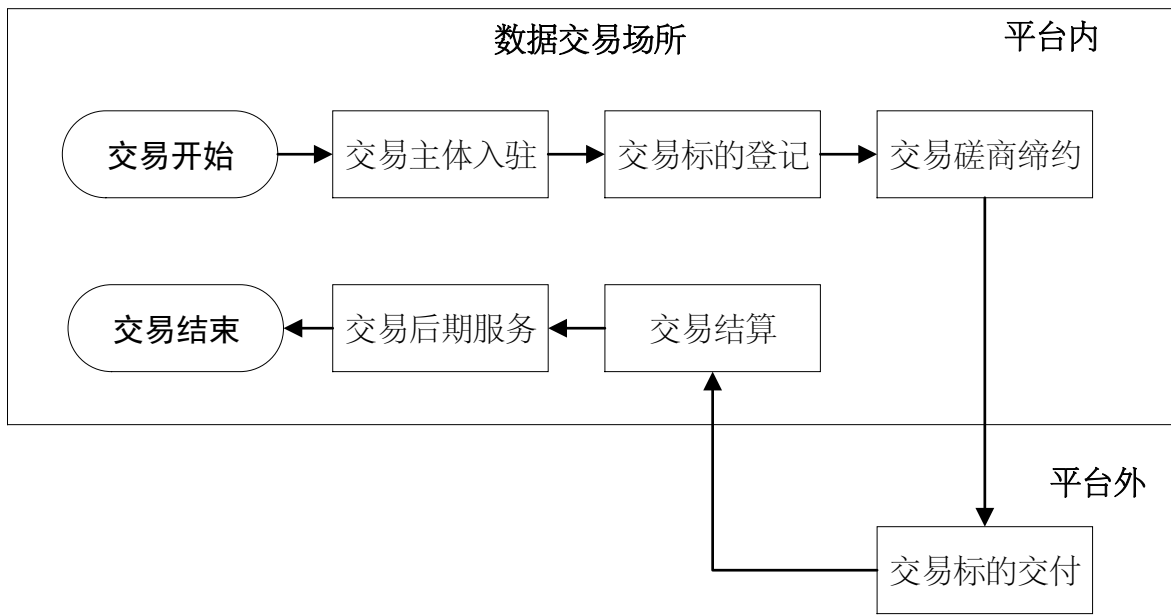 数据交易场所
平台内
交易开始
交易主体入驻
交易标的登记
交易磋商缔约
交易结束
交易后期服务
交易结算
平台外
交易标的交付